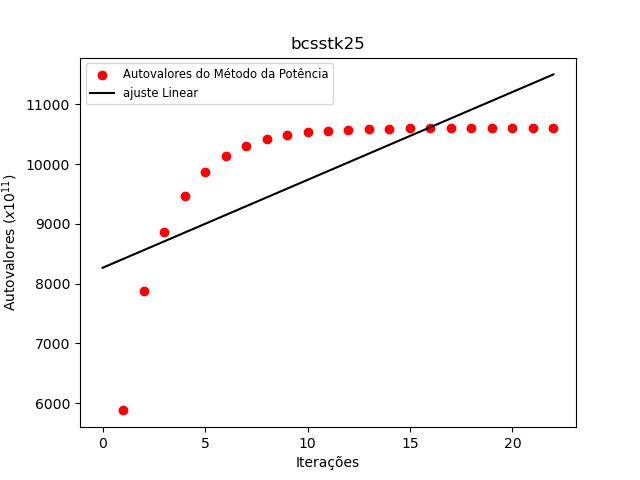 bcsstk25
Autovalores do Método da Potência
ajuste Linear
Autovalores (x10¹¹)
11000
10000
9000
8000
7000
6000
0 5 10 15 20
Iterações